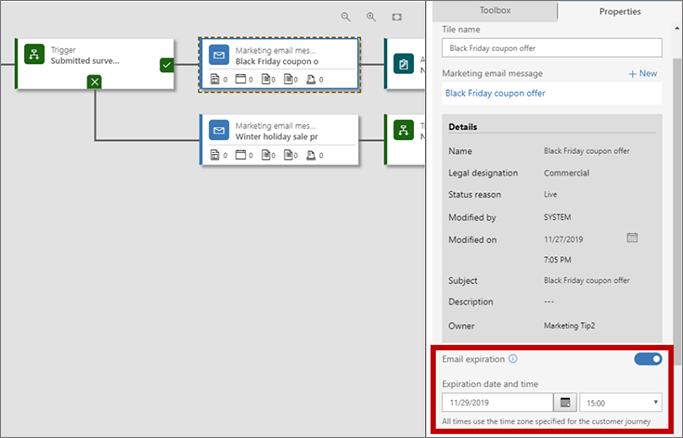 Trigger
Submitted surve...
Marketing email mes...
Black Friday coupon o
0 0 0 0 0
A
N
Marketing email mes...
Winter holiday sale pr
0 0 0 0 0
T
N
Toolbox
Properties
Tile name
Black Friday coupon offer
Marketing email message
+ New
Black Friday coupon offer
Details
Name Black Friday coupon offer
Legal designation Commercial
Status reason Live
Modified by SYSTEM
Modified on 11/27/2019
7:05 PM
Subject Black Friday coupon offer
Description ---
Owner Marketing Tip2
Email expiration
Expiration date and time
11/29/2019 15:00
All times use the time zone specified for the customer journey